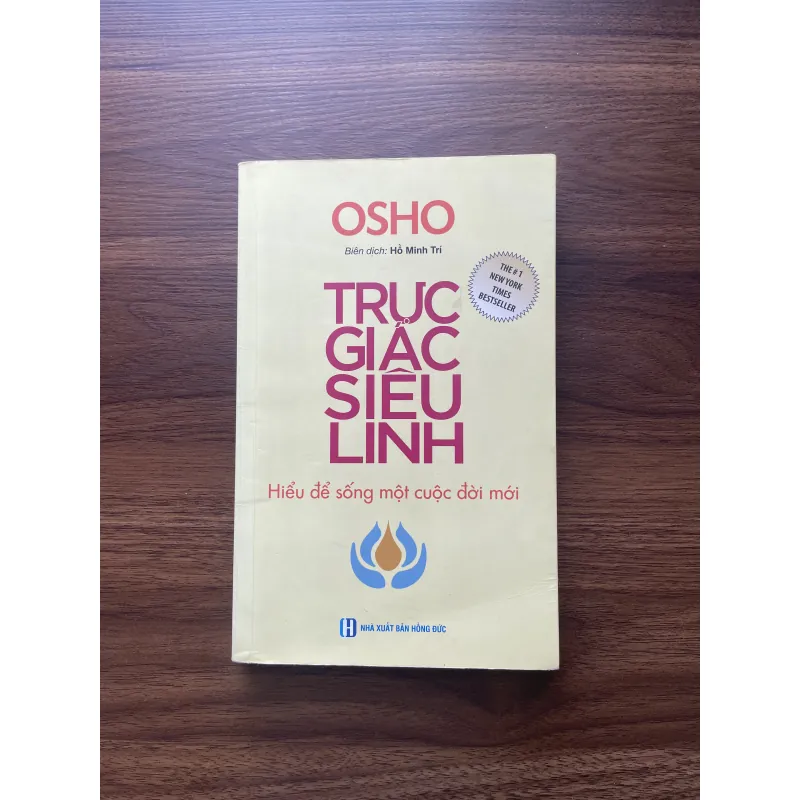 OSHO
Biên dịch: Hồ Minh Trí
THE # 1
NEW YORK
TIMES
BESTSELLER
TRỰC
GIÁC
SIÊU
LINH
Hiểu để sống một cuộc đời mới
H NHÀ XUẤT BẢN HỒNG ĐỨC